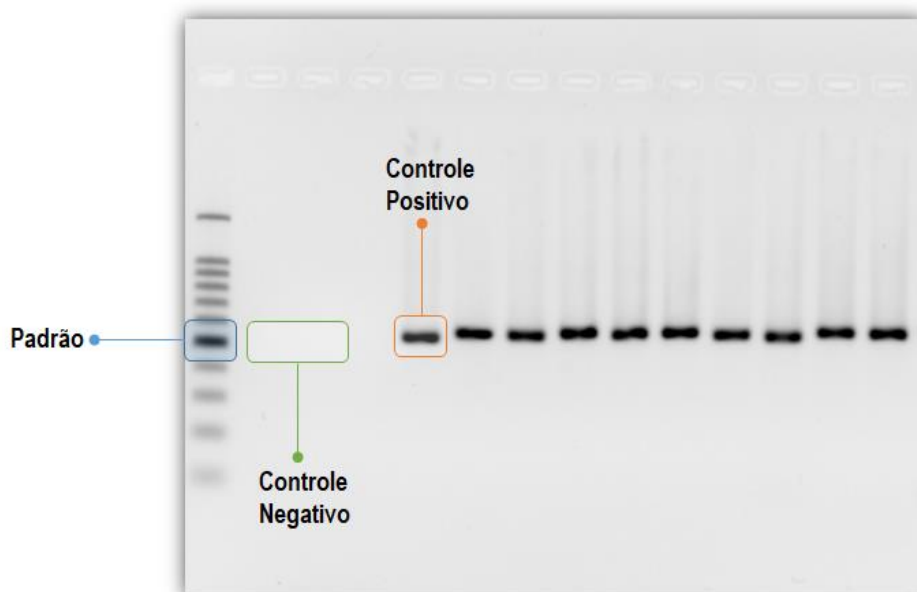 Controle
Positivo
Padrão
Controle
Negativo